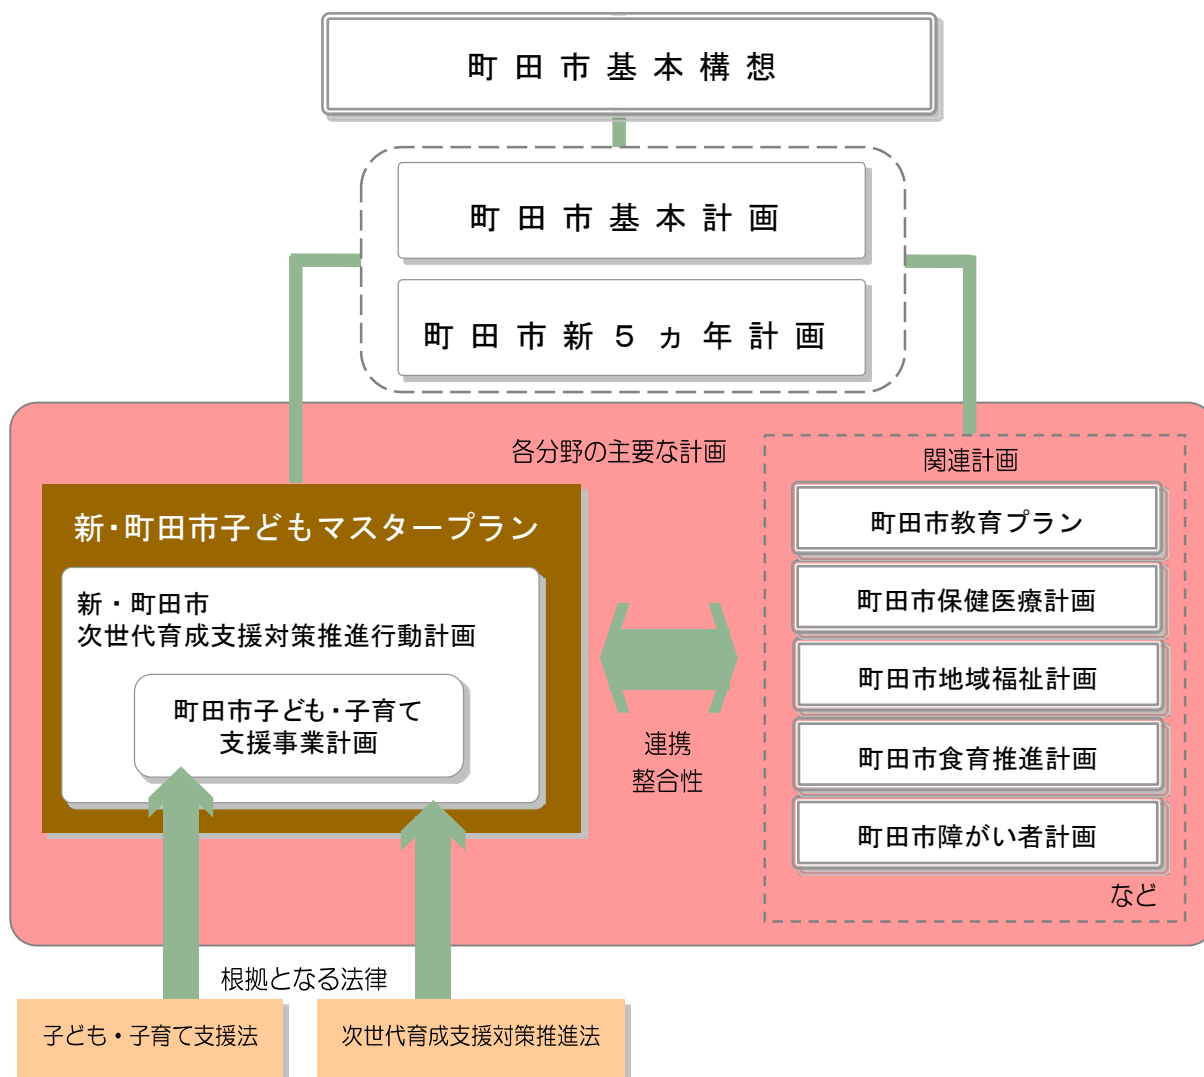 町田市基本構想
町田市基本計画
町田市新５ヵ年計画
各分野の主要な計画
関連計画
新・町田市子どもマスタープラン
新・町田市
次世代育成支援対策推進行動計画
町田市子ども・子育て
支援事業計画
連携
整合性
町田市教育プラン
町田市保健医療計画
町田市地域福祉計画
町田市食育推進計画
町田市障がい者計画
など
根拠となる法律
子ども・子育て支援法
次世代育成支援対策推進法